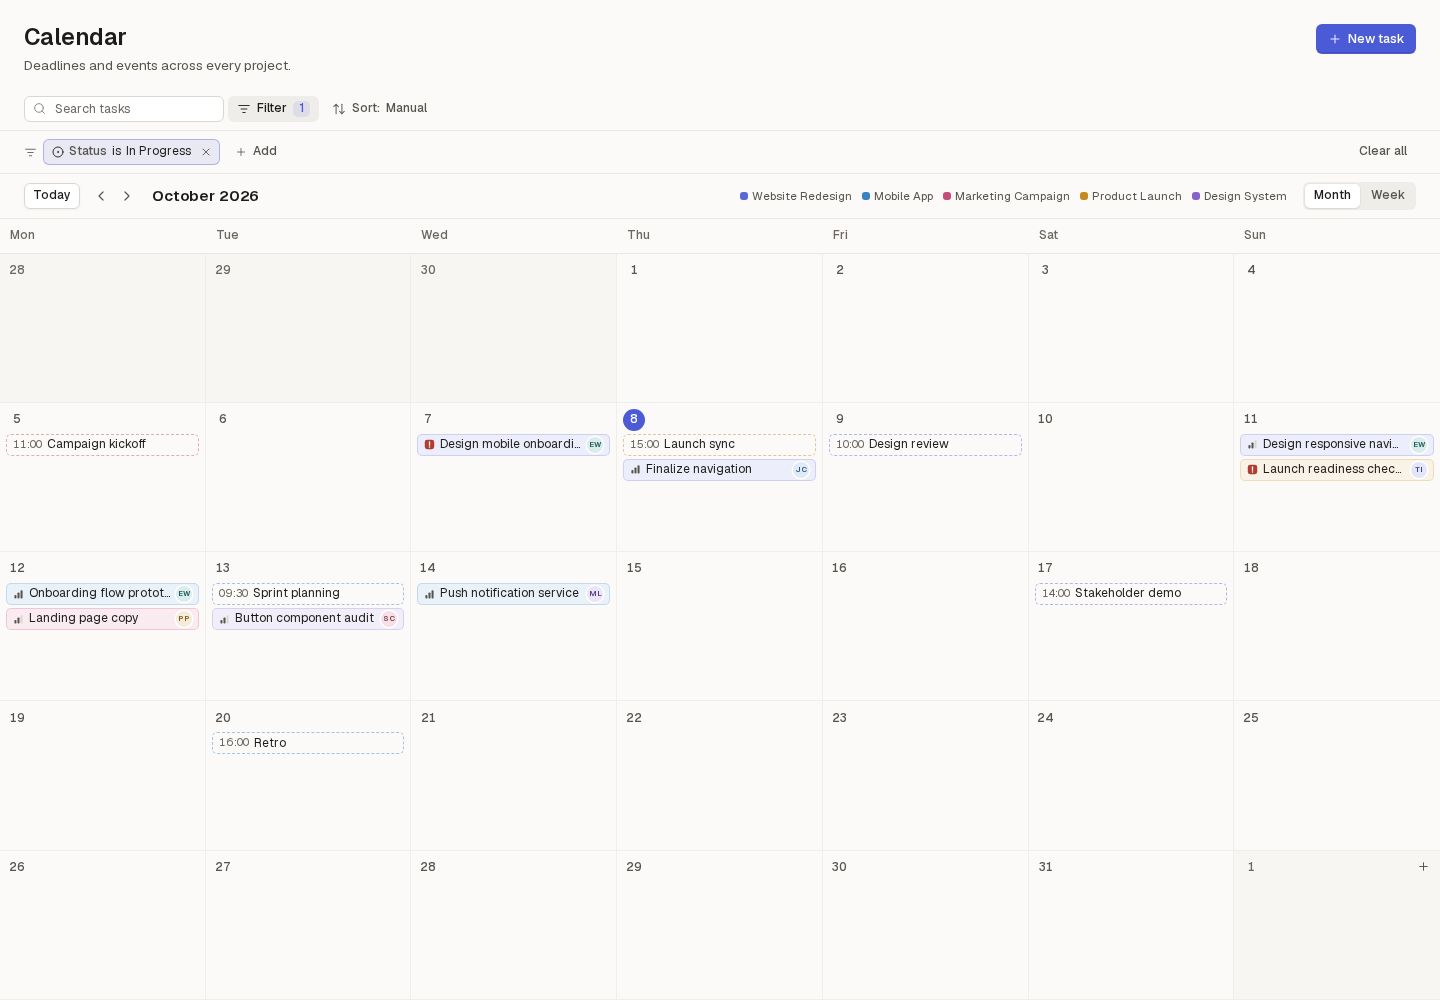 Calendar
Deadlines and events across every project.
New task
Search tasks
Filter 1
Sort: Manual
Status is In Progress
Add
Clear all
Today
October 2026
Website Redesign
Mobile App
Marketing Campaign
Product Launch
Design System
Month
Week
Mon Tue Wed Thu Fri Sat Sun
28 29 30 1 2 3 4
5 6 7 8 9 10 11
11:00 Campaign kickoff
Design mobile onboardi... EW
15:00 Launch sync
10:00 Design review
Design responsive navi... EW
Finalize navigation JC
Launch readiness chec... TI
12 13 14 15 16 17 18
Onboarding flow protot... EW
09:30 Sprint planning
Push notification service ML
14:00 Stakeholder demo
Landing page copy PP
Button component audit SC
19 20 21 22 23 24 25
16:00 Retro
26 27 28 29 30 31 1